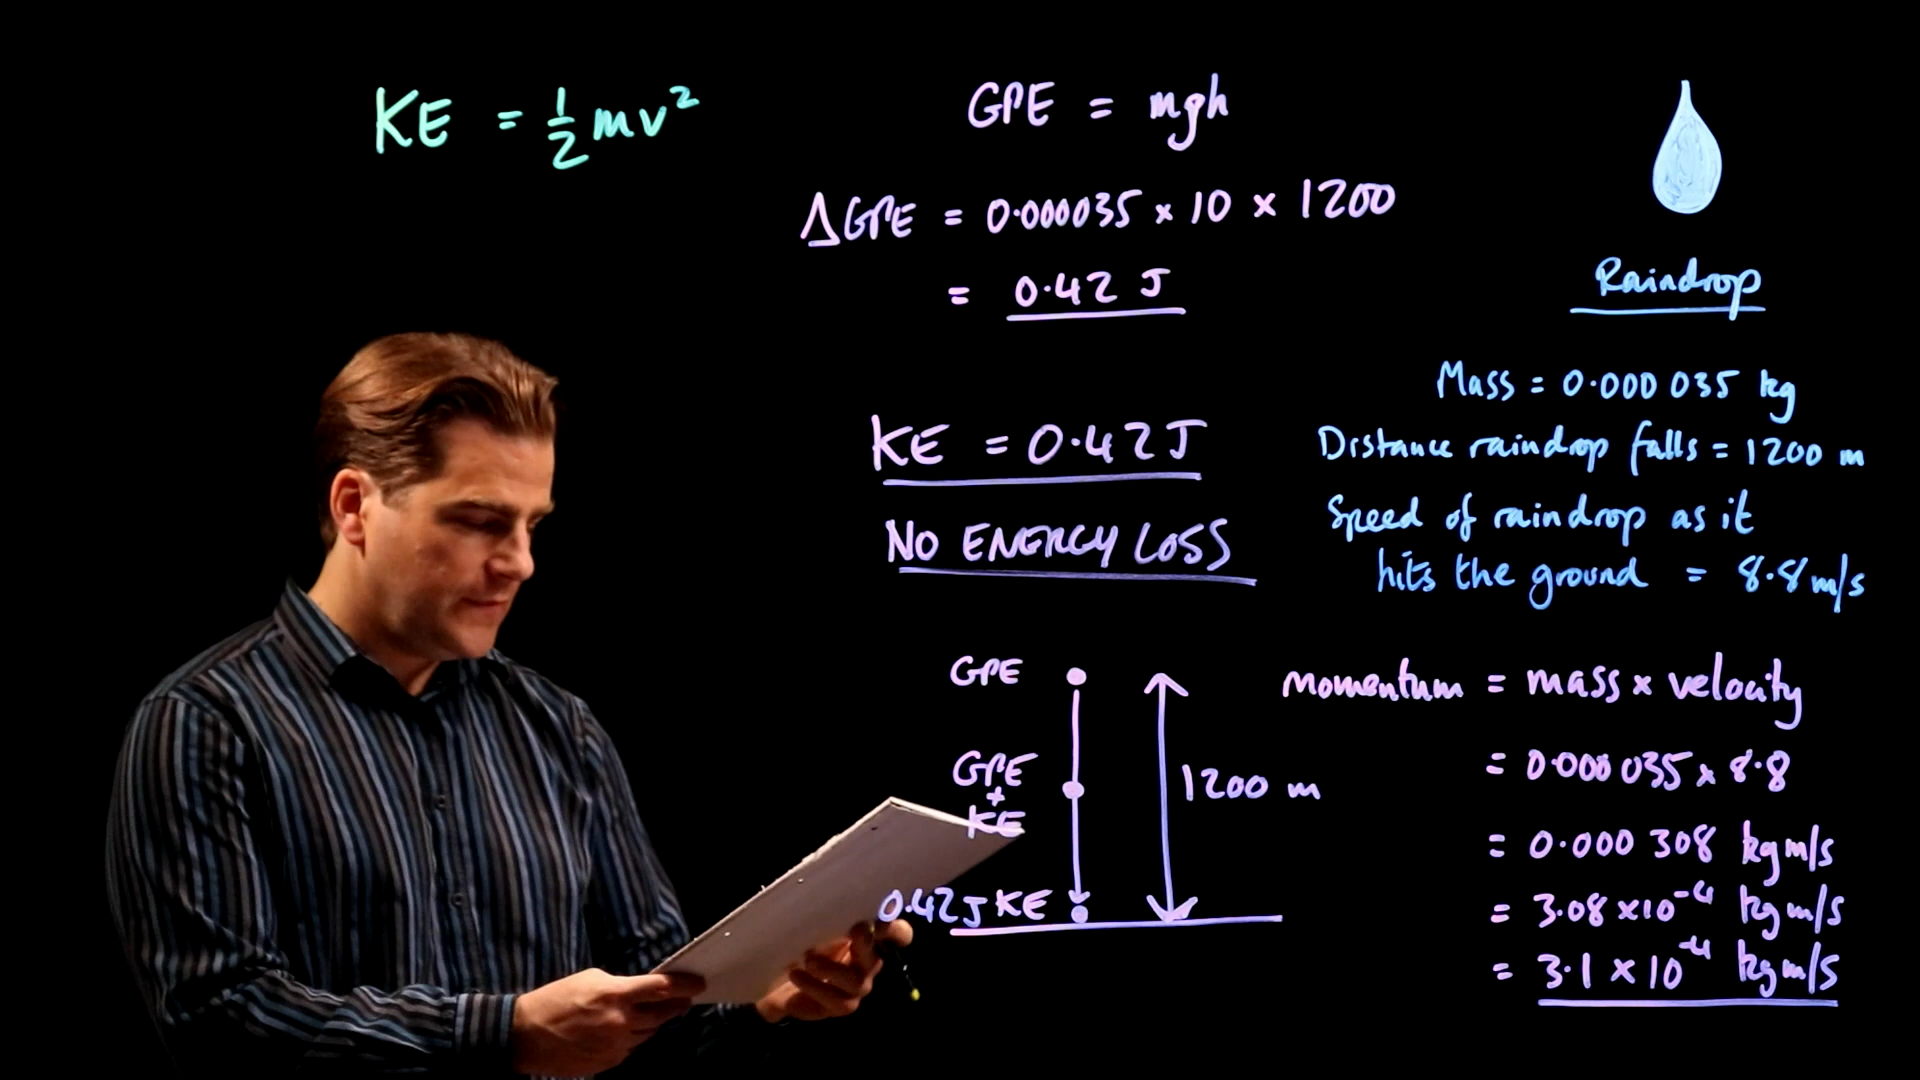 KE = ½mv²
GPE = mgh
ΔGPE = 0·000035 × 10 × 1200
= 0·42 J
KE = 0·42J
NO ENERGY LOSS
GPE
GPE
+
KE
0.42J KE
1200 m
Raindrop
Mass = 0·000 035 kg
Distance raindrop falls = 1200 m
Speed of raindrop as it
hits the ground = 8.8 m/s
momentum = mass × velocity
= 0·000 035 × 8·8
= 0·000 308 kg m/s
= 3·08 ×10⁻⁴ kg m/s
= 3·1 × 10⁻⁴ kg m/s